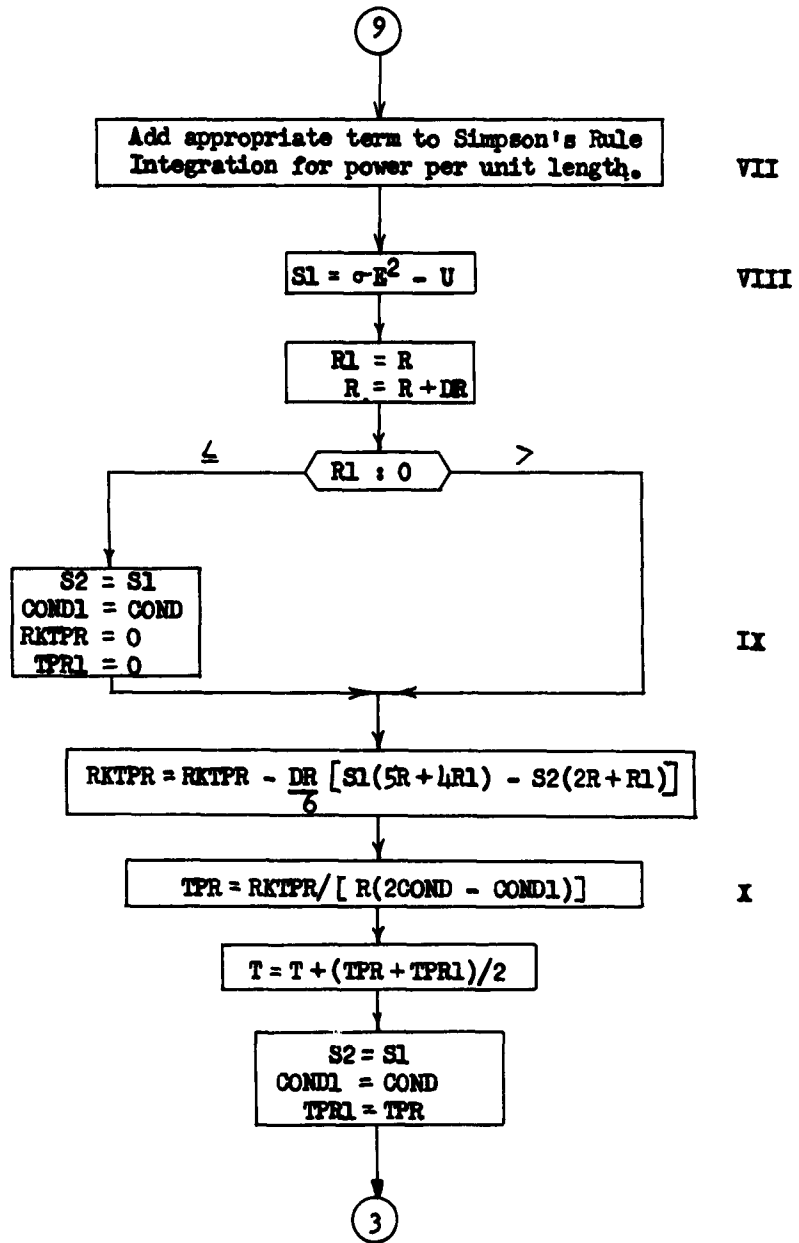 9
Add appropriate term to Simpson's Rule
Integration for power per unit length.
VII
S1 = σE² - U
VIII
R1 = R
R = R + DR
≤
R1 : 0
>
S2 = S1
COND1 = COND
RKTPR = 0
TPR1 = 0
IX
RKTPR = RKTPR - DR/6 [S1(5R + 4R1) - S2(2R + R1)]
TPR = RKTPR/[ R(2COND - COND1)]
X
T = T + (TPR + TPR1)/2
S2 = S1
COND1 = COND
TPR1 = TPR
3